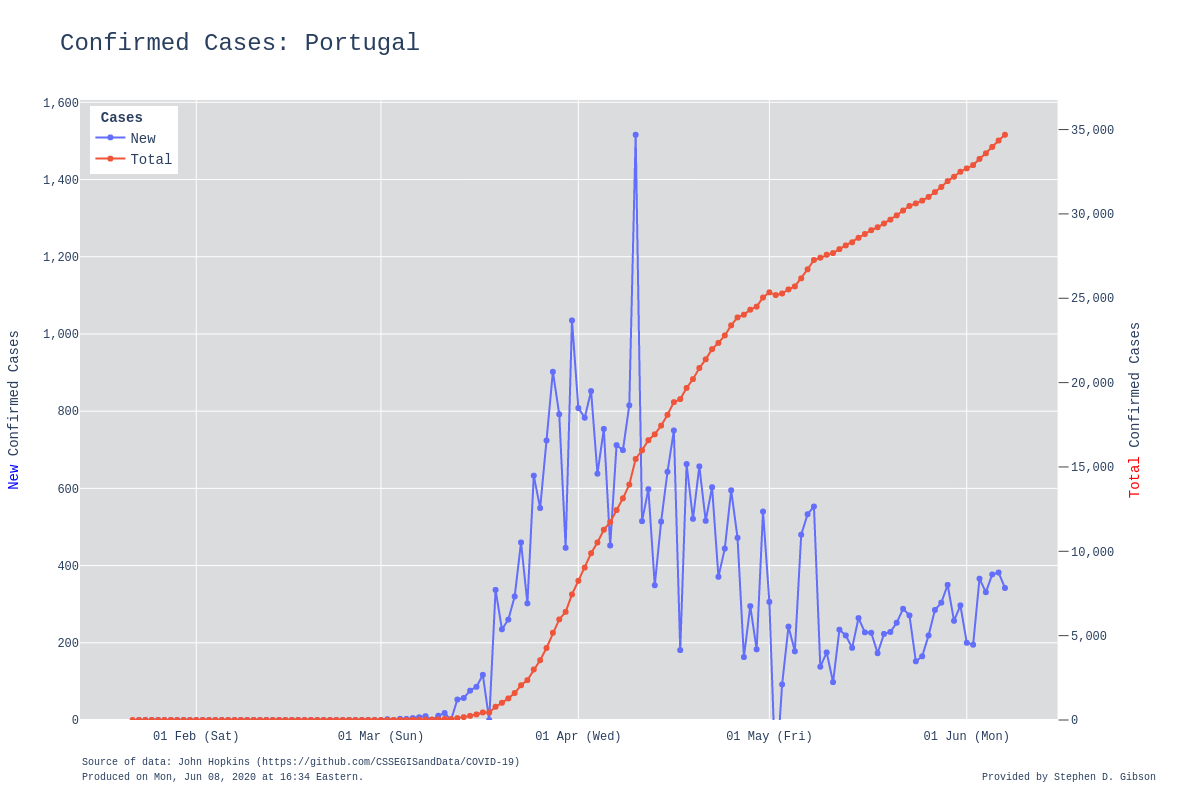 Confirmed Cases: Portugal
Cases
New
Total
1,600
1,400
1,200
1,000
800
600
400
200
0
New Confirmed Cases
35,000
30,000
25,000
20,000
15,000
10,000
5,000
0
Total Confirmed Cases
01 Feb (Sat)
01 Mar (Sun)
01 Apr (Wed)
01 May (Fri)
01 Jun (Mon)
Source of data: John Hopkins (https://github.com/CSSEGISandData/COVID-19)
Produced on Mon, Jun 08, 2020 at 16:34 Eastern.
Provided by Stephen D. Gibson